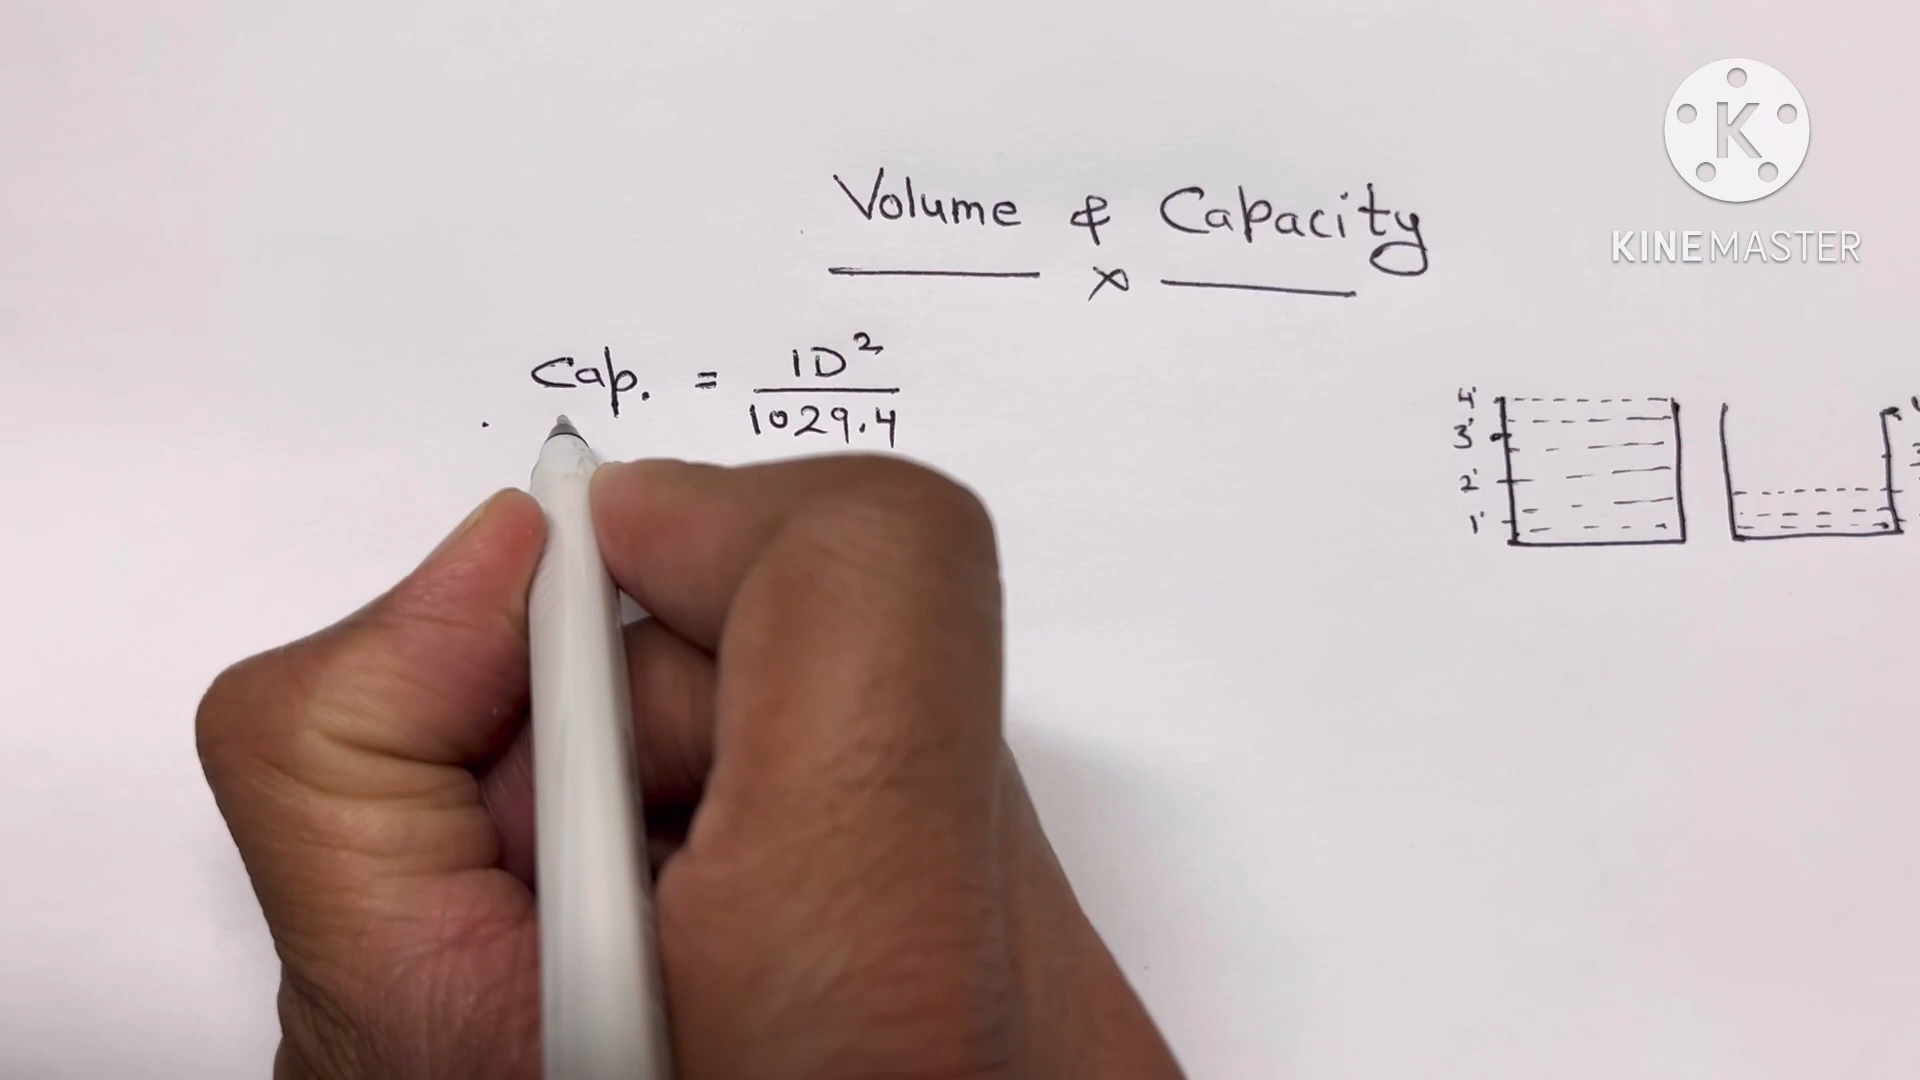 Volume & Capacity
x
Cap. = ID²
1029.4
4'
3'
2'
1'
K
KINEMASTER